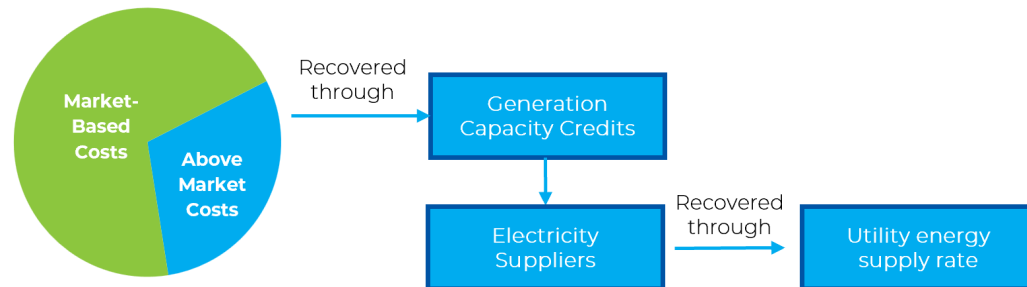 Market-
Based
Costs
Above
Market
Costs
Recovered
through
Generation
Capacity Credits
Electricity
Suppliers
Recovered
through
Utility energy
supply rate